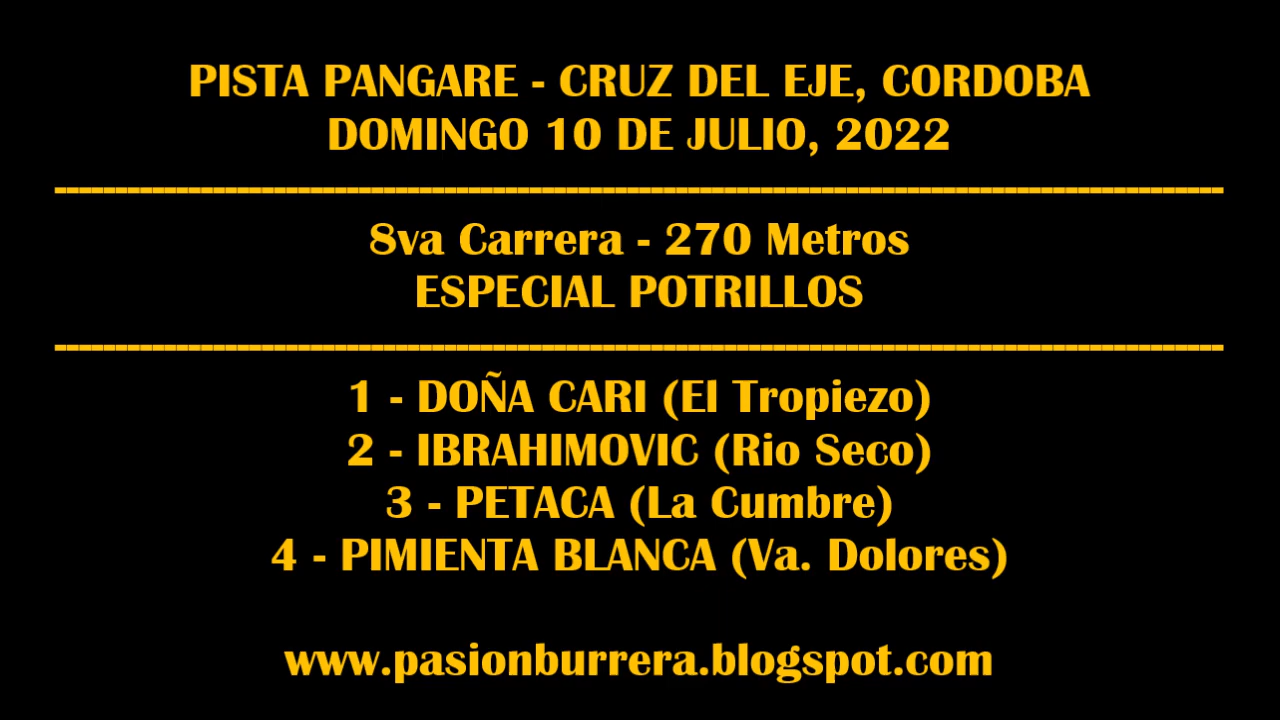 PISTA PANGARE - CRUZ DEL EJE, CORDOBA
DOMINGO 10 DE JULIO, 2022
8va Carrera - 270 Metros
ESPECIAL POTRILLOS
1 - DOÑA CARI (El Tropiezo)
2 - IBRAHIMOVIC (Rio Seco)
3 - PETACA (La Cumbre)
4 - PIMIENTA BLANCA (Va. Dolores)
www.pasionburrera.blogspot.com